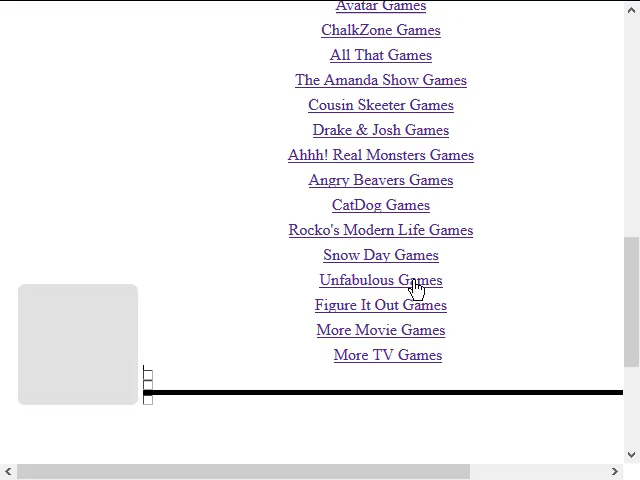 Avatar Games
ChalkZone Games
All That Games
The Amanda Show Games
Cousin Skeeter Games
Drake & Josh Games
Ahhh! Real Monsters Games
Angry Beavers Games
CatDog Games
Rocko's Modern Life Games
Snow Day Games
Unfabulous Games
Figure It Out Games
More Movie Games
More TV Games